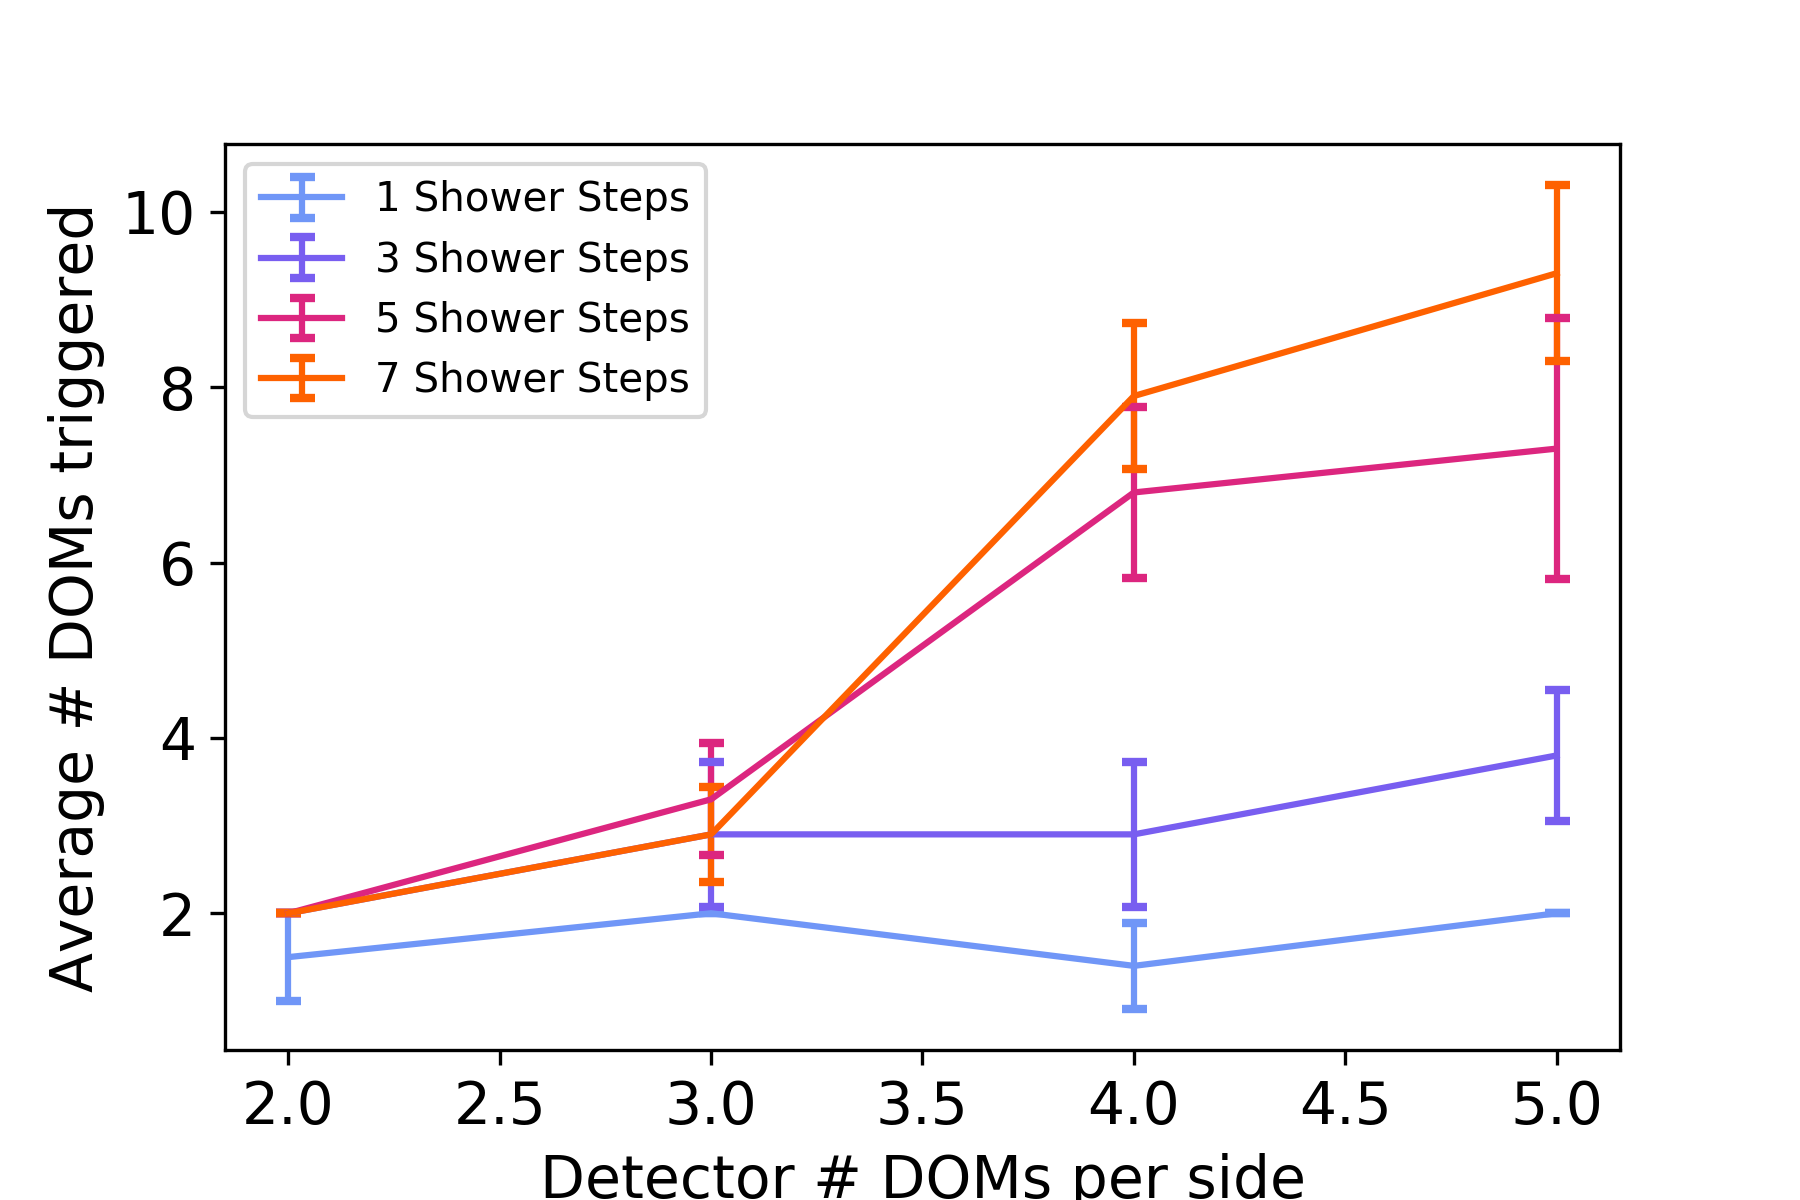 1 Shower Steps
3 Shower Steps
5 Shower Steps
7 Shower Steps
Average # DOMs triggered
10
8
6
4
2
2.0 2.5 3.0 3.5 4.0 4.5 5.0
Detector # DOMs per side